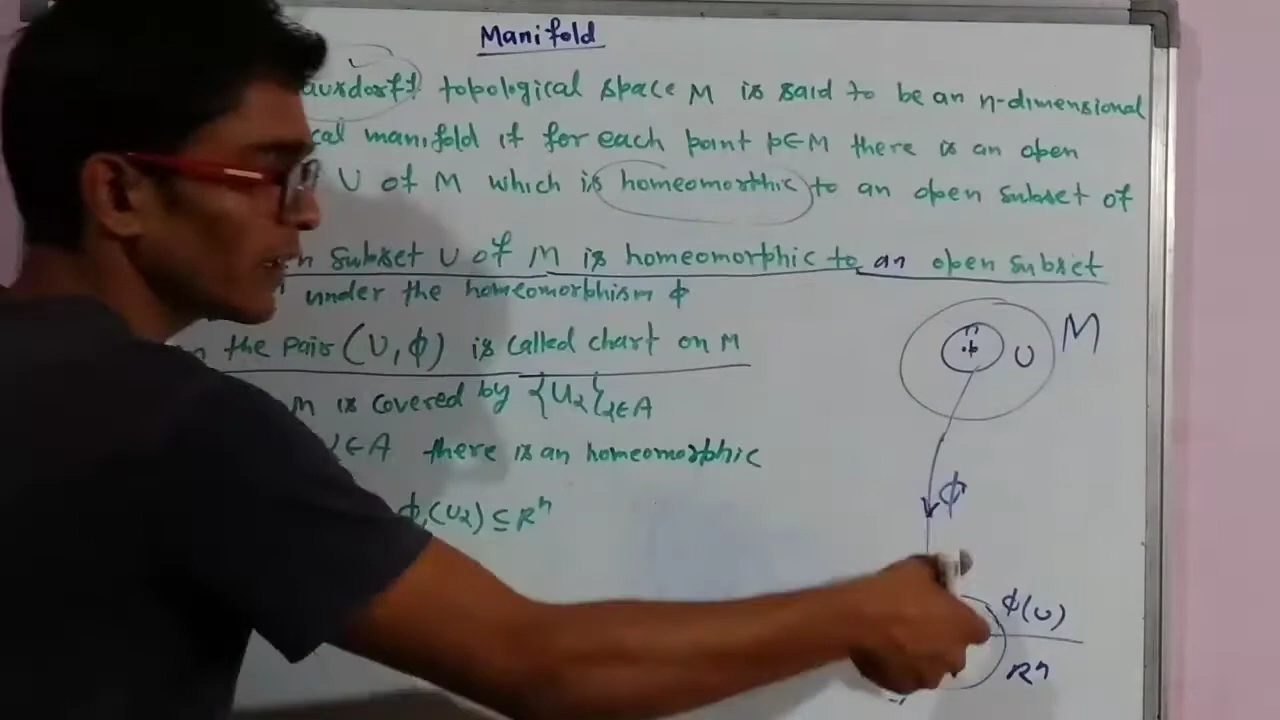 Manifold
topological space M is said to be an n-dimensional
manifold if for each point p∈M there is an open
U of M which is homeomorphic to an open subset of
subset U of M is homeomorphic to an open subset
under the homeomorphism ϕ
the pair (U, ϕ) is called chart on M
M is covered by {Uα}α∈A
∈A there is an homeomorphic
ϕα(Uα) ⊆ Rⁿ
M
p
U
ϕ
ϕ(U)
Rⁿ